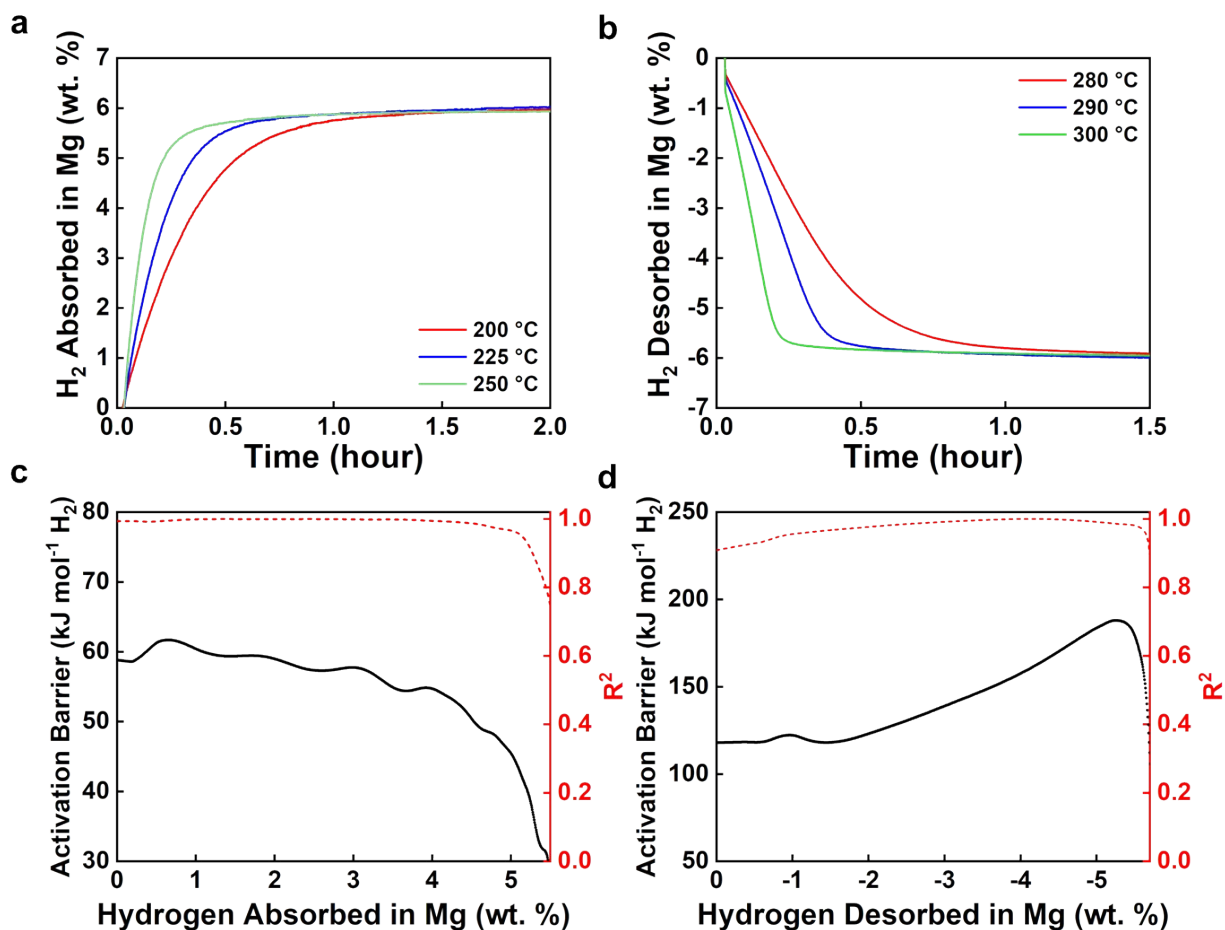 a
H2 Absorbed in Mg (wt. %)
7
6
5
4
3
2
1
0
200 °C
225 °C
250 °C
0.0 0.5 1.0 1.5 2.0
Time (hour)
b
H2 Desorbed in Mg (wt. %)
0
-1
-2
-3
-4
-5
-6
-7
280 °C
290 °C
300 °C
0.0 0.5 1.0 1.5
Time (hour)
c
Activation Barrier (kJ mol-1 H2)
80
70
60
50
40
30
1.0
0.8
0.6
0.4
0.2
0.0
R2
0 1 2 3 4 5
Hydrogen Absorbed in Mg (wt. %)
d
Activation Barrier (kJ mol-1 H2)
250
200
150
100
50
1.0
0.8
0.6
0.4
0.2
0.0
R2
0 -1 -2 -3 -4 -5
Hydrogen Desorbed in Mg (wt. %)